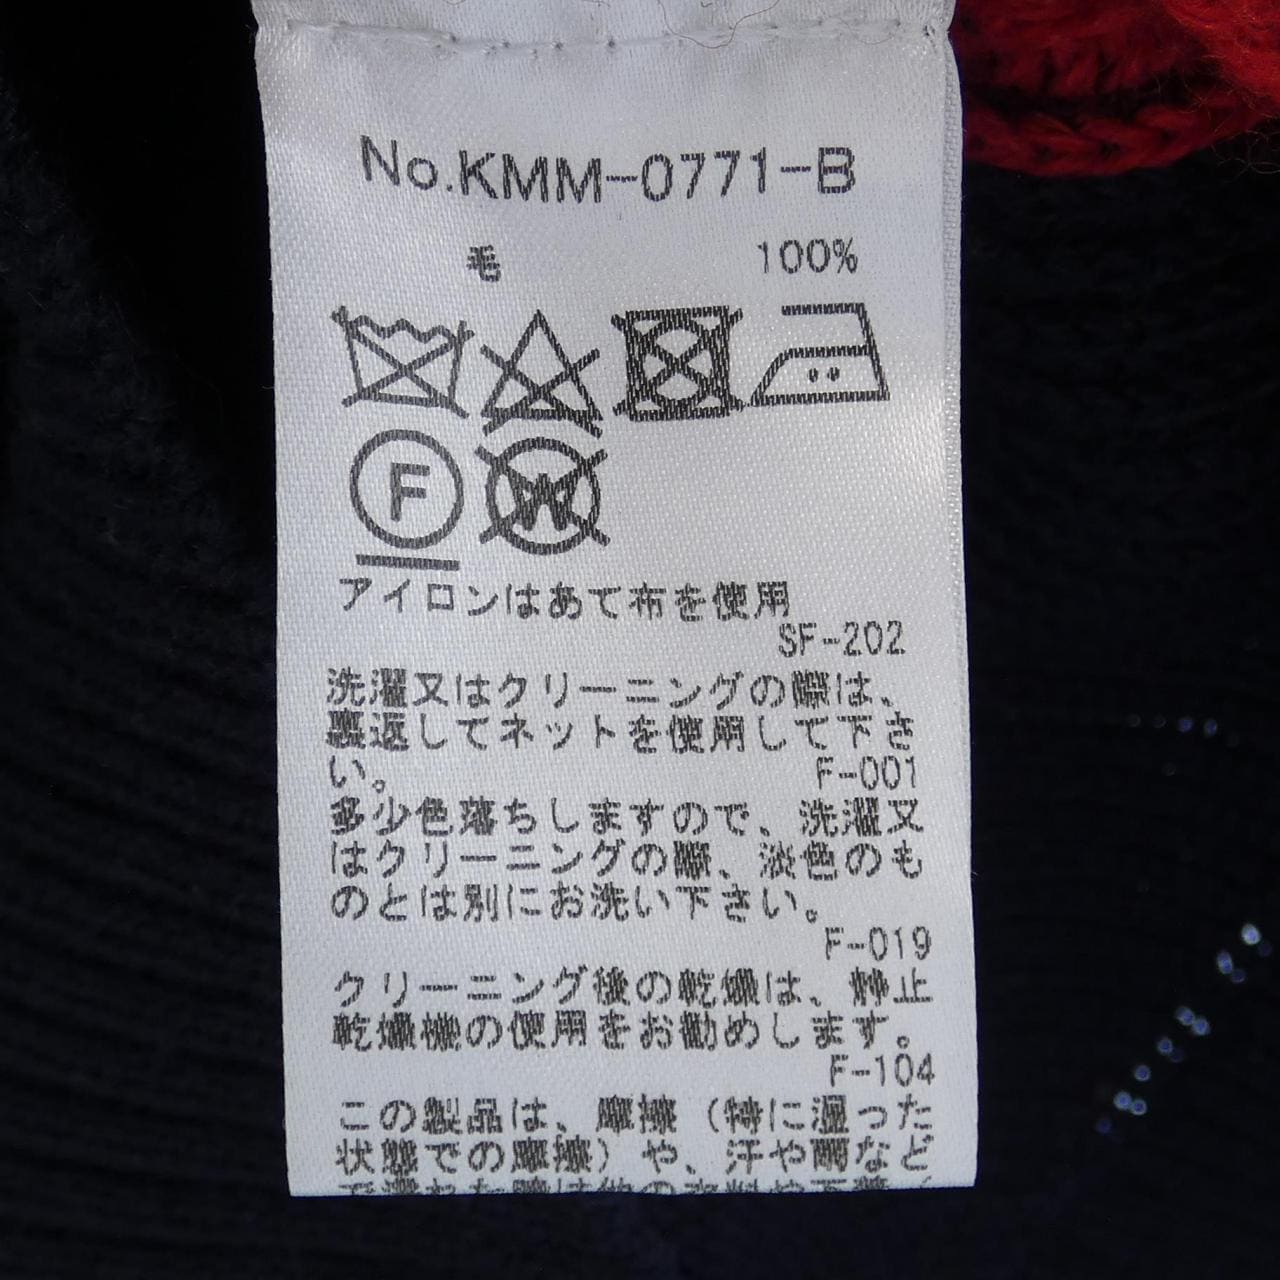 No.KMM-0771-B
毛 100%
F
W
アイロンはあて布を使用
SF-202
洗濯又はクリーニングの際は、
裏返してネットを使用して下さ
い。 F-001
多少色落ちしますので、洗濯又
はクリーニングの際、淡色のも
のとは別にお洗い下さい。
F-019
クリーニング後の乾燥は、静止
乾燥機の使用をお勧めします。
F-104
この製品は、摩擦（特に湿った
状態での摩擦）や、汗や雨など